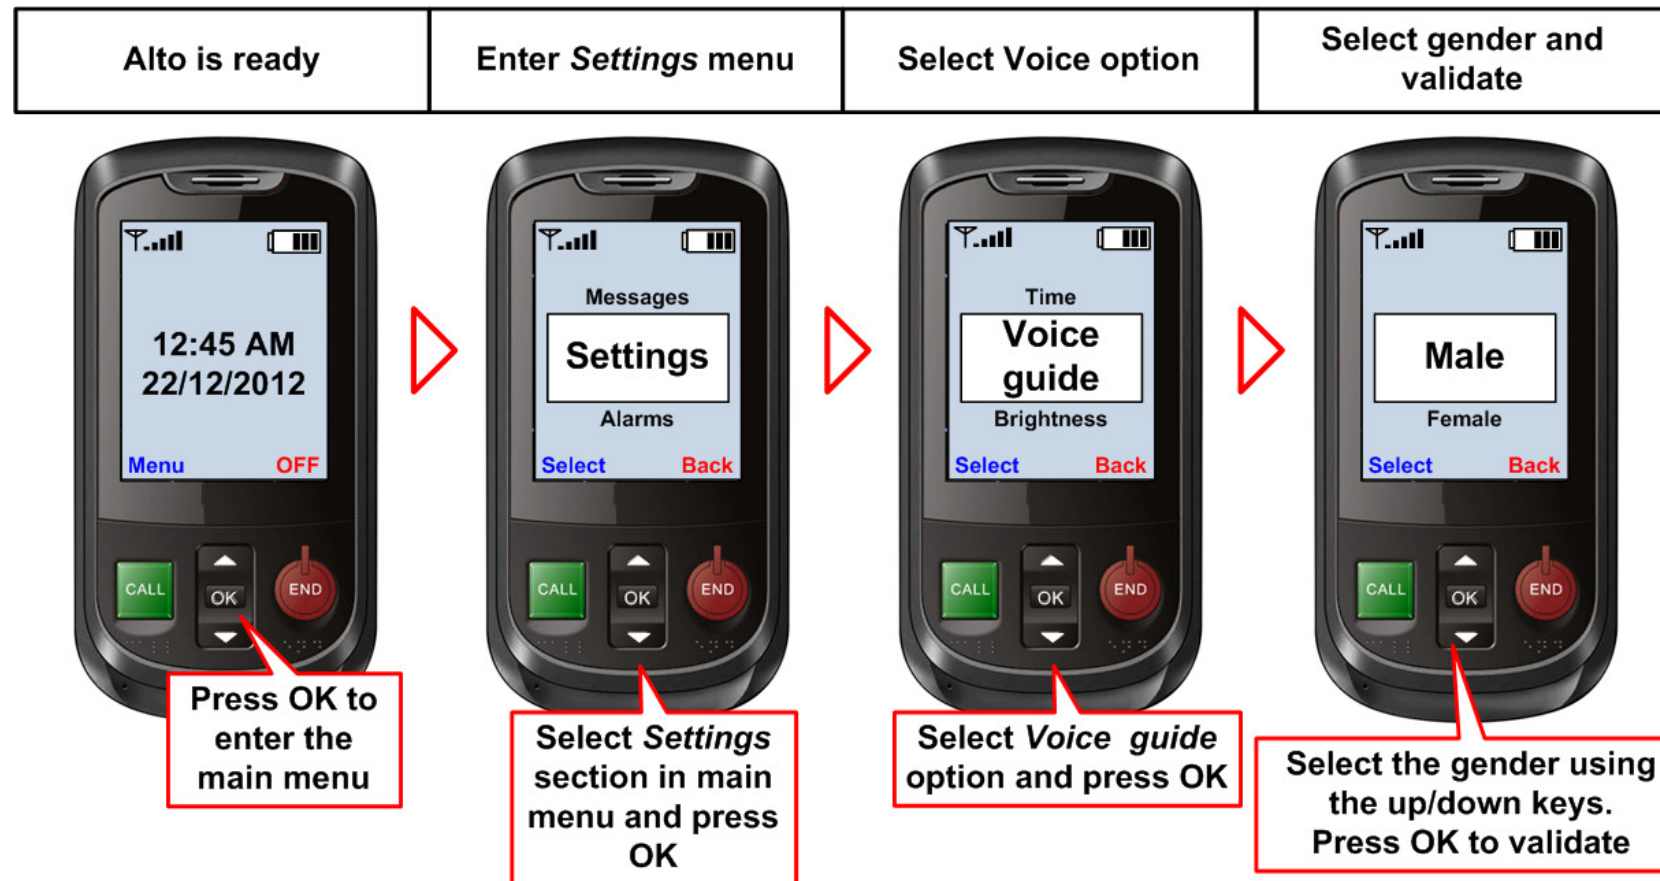 Alto is ready
Enter Settings menu
Select Voice option
Select gender and
validate
12:45 AM
22/12/2012
Menu OFF
CALL
OK
END
Press OK to
enter the
main menu
Messages
Settings
Alarms
Select Back
CALL
OK
END
Select Settings
section in main
menu and press
OK
Time
Voice
guide
Brightness
Select Back
CALL
OK
END
Select Voice guide
option and press OK
Male
Female
Select Back
CALL
OK
END
Select the gender using
the up/down keys.
Press OK to validate